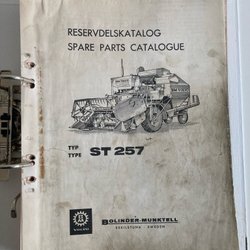 RESERVDELSKATALOG
SPARE PARTS CATALOGUE
TYP
TYPE
ST 257
BOLINDER-MUNKTELL
ESKILSTUNA - SWEDEN